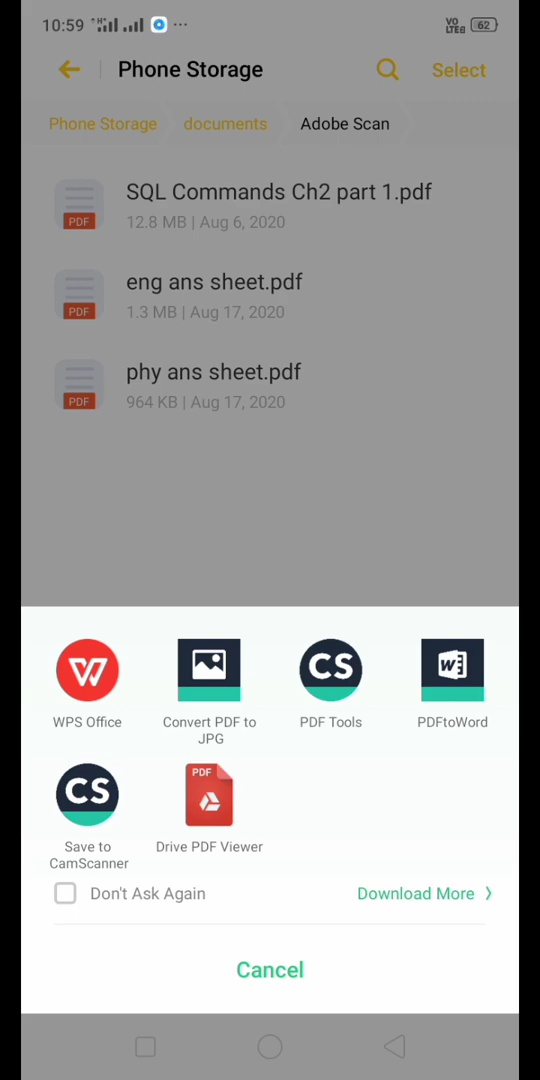 10:59
VO
LTE
62
Phone Storage
Select
Phone Storage
documents
Adobe Scan
SQL Commands Ch2 part 1.pdf
PDF
12.8 MB | Aug 6, 2020
eng ans sheet.pdf
PDF
1.3 MB | Aug 17, 2020
phy ans sheet.pdf
PDF
964 KB | Aug 17, 2020
W
CS
W
WPS Office
Convert PDF to
JPG
PDF Tools
PDFtoWord
CS
PDF
Save to
CamScanner
Drive PDF Viewer
Don't Ask Again
Download More
Cancel